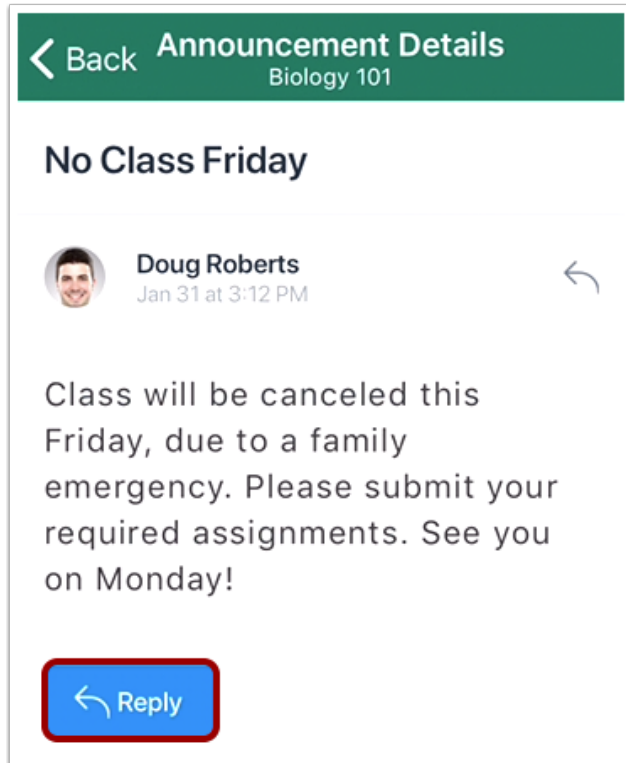 Back
Announcement Details
Biology 101
No Class Friday
Doug Roberts
Jan 31 at 3:12 PM
Class will be canceled this
Friday, due to a family
emergency. Please submit your
required assignments. See you
on Monday!
Reply